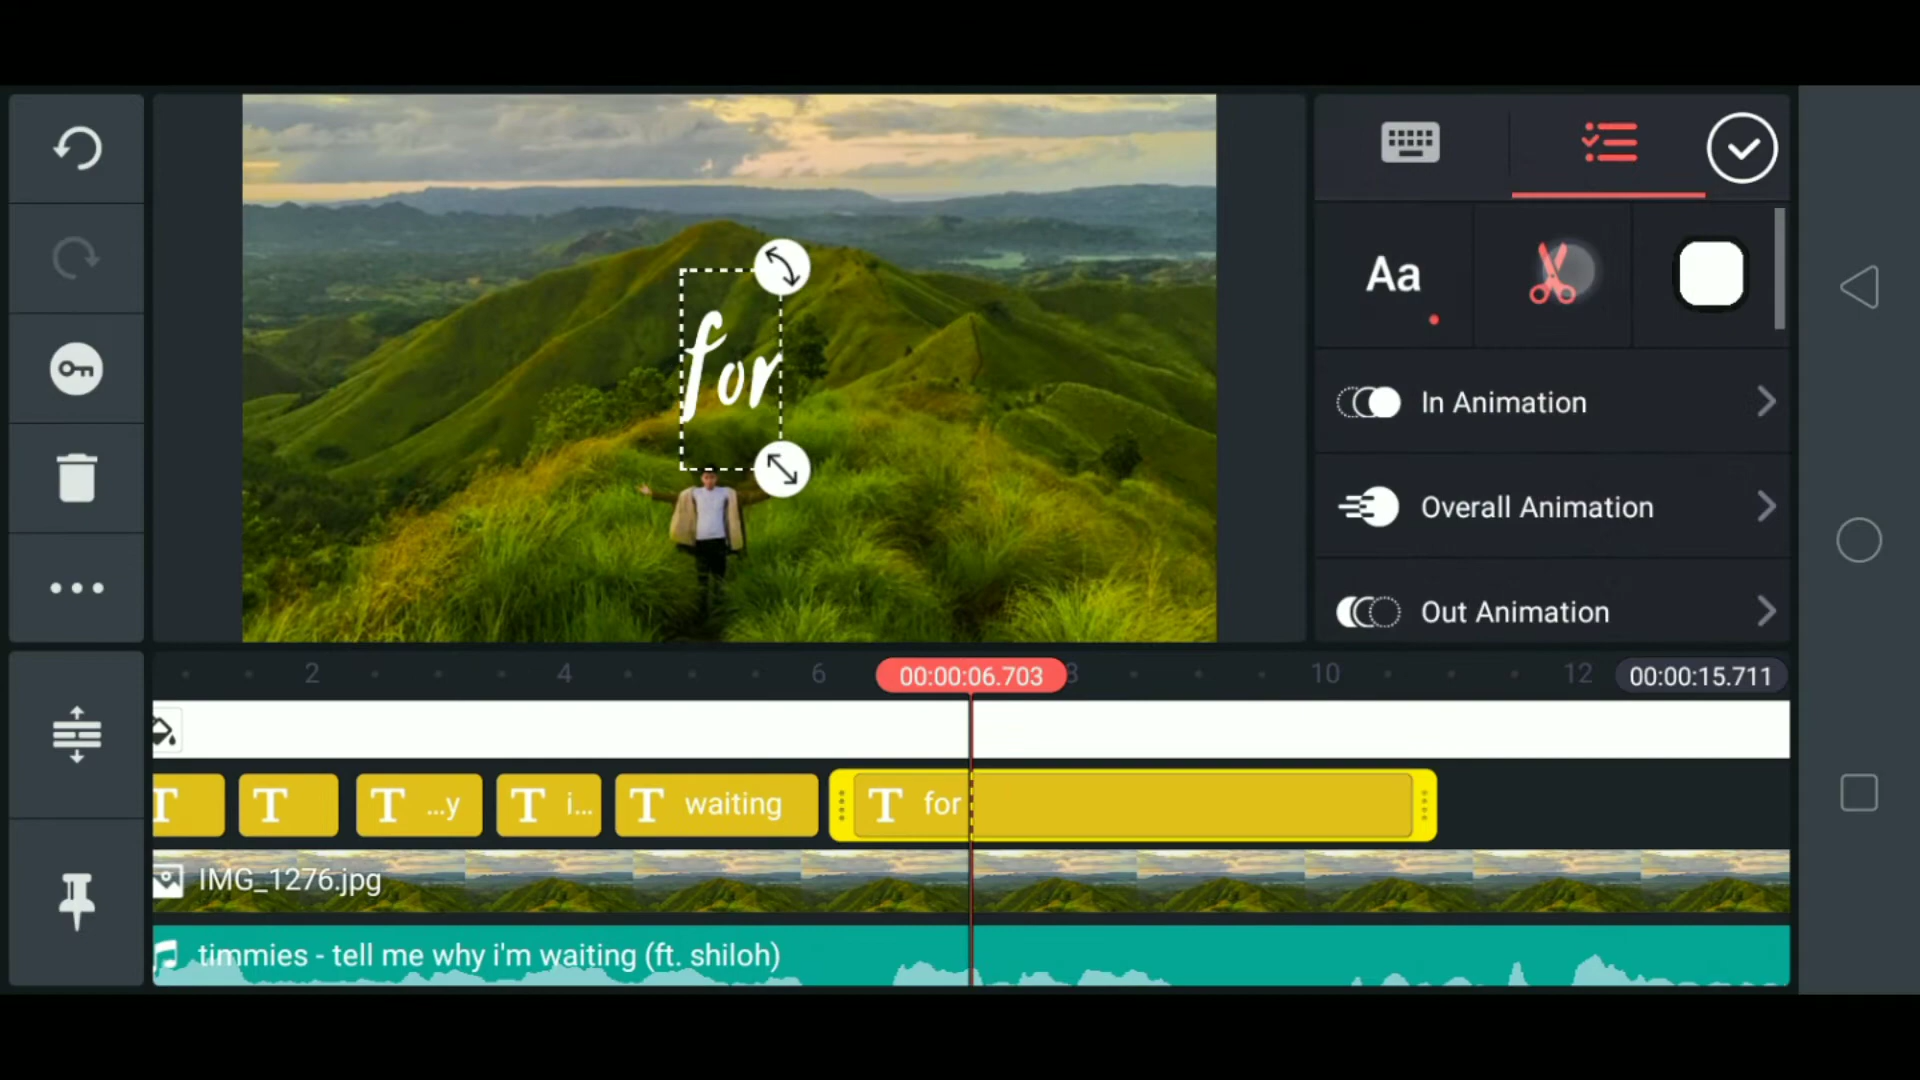 for
Aa
In Animation
Overall Animation
Out Animation
2
4
6
00:00:06.703
8
10
12
00:00:15.711
T
T
T ...y
T i...
T waiting
T for
IMG_1276.jpg
timmies - tell me why i'm waiting (ft. shiloh)